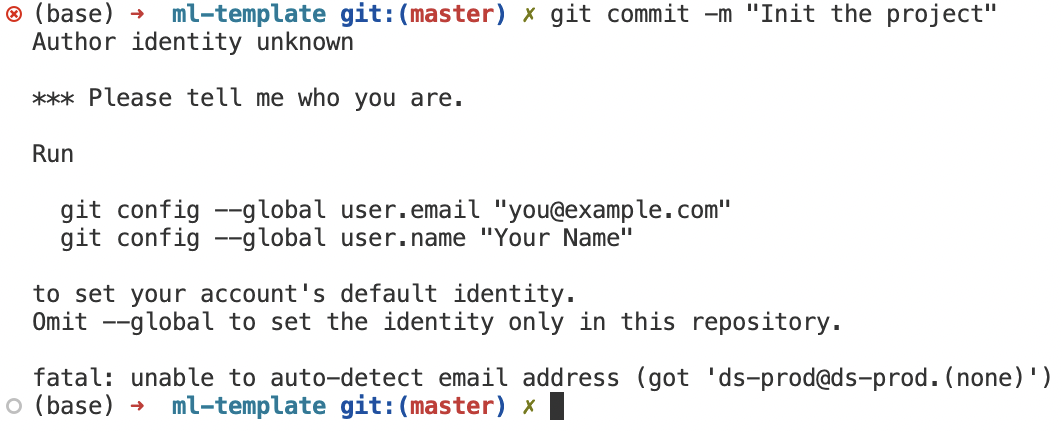 (base) → ml-template git:(master) ✗ git commit -m "Init the project"
Author identity unknown
*** Please tell me who you are.
Run
git config --global user.email "you@example.com"
git config --global user.name "Your Name"
to set your account's default identity.
Omit --global to set the identity only in this repository.
fatal: unable to auto-detect email address (got 'ds-prod@ds-prod.(none)')
(base) → ml-template git:(master) ✗